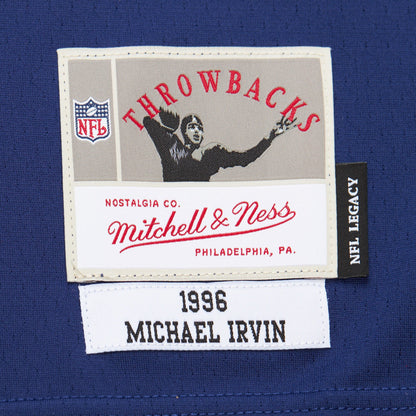 THROWBACKS
NFL
NOSTALGIA CO.
Mitchell & Ness
PHILADELPHIA, PA.
NFL LEGACY
1996
MICHAEL IRVIN